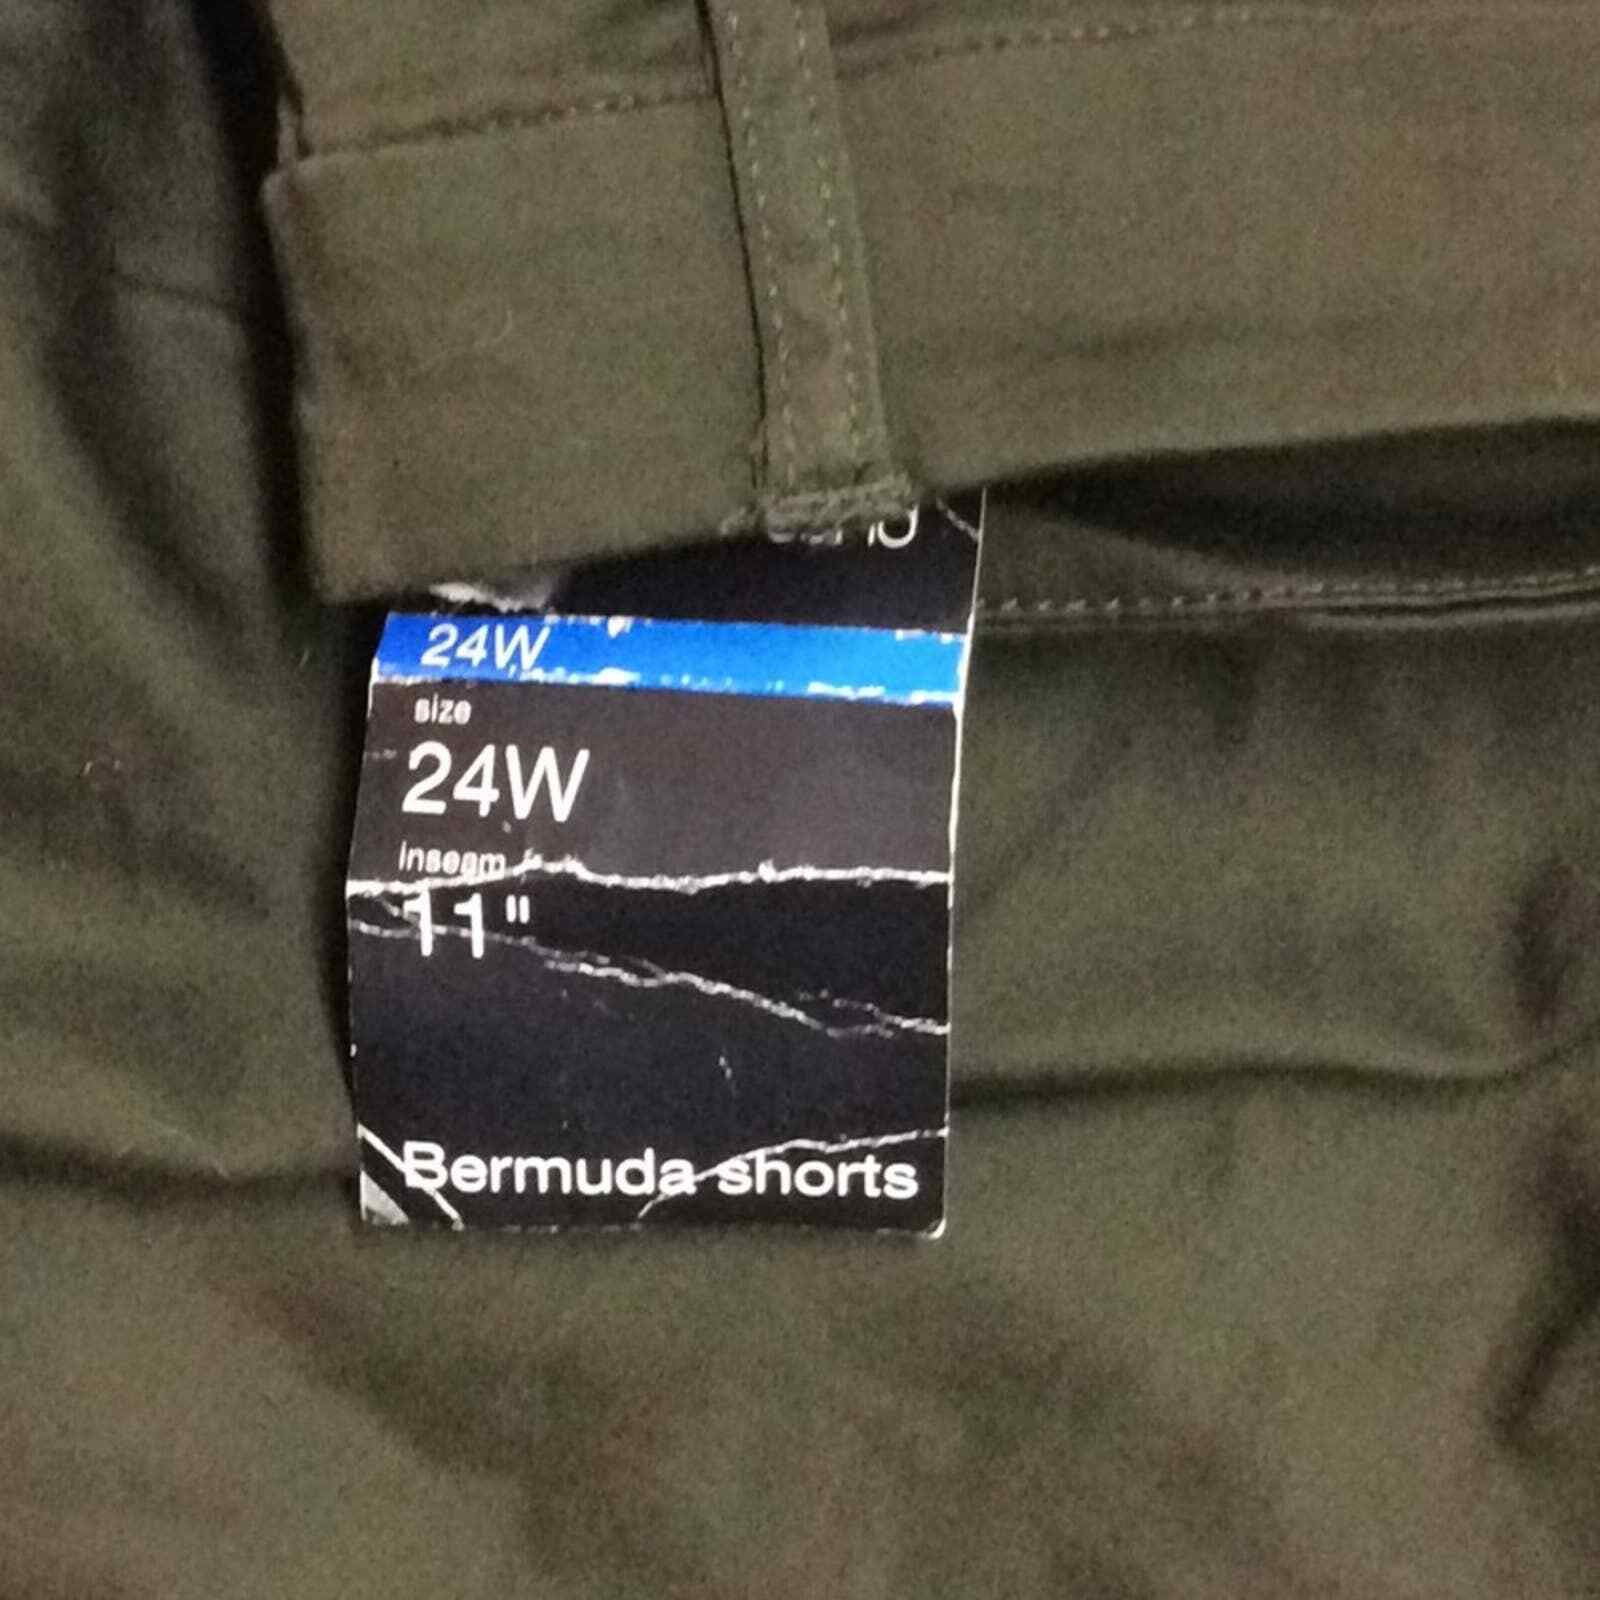 24W
size
24W
inseam
11"
Bermuda shorts